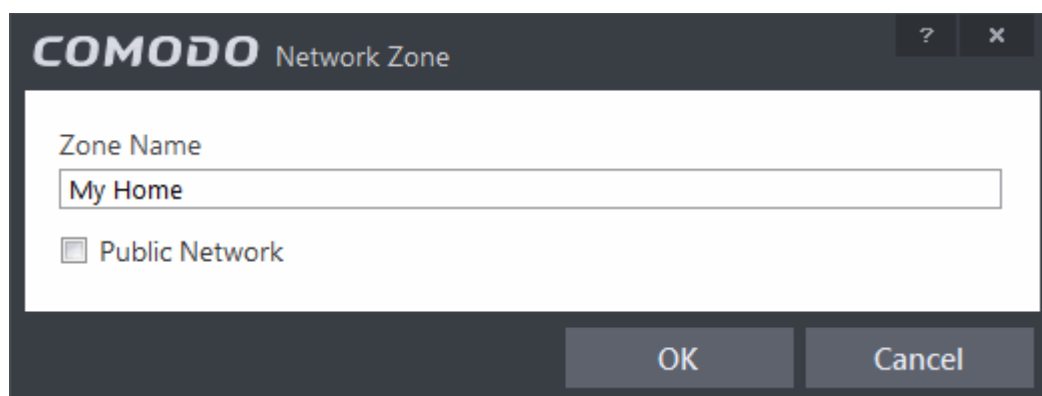 COMODO Network Zone ? ×
Zone Name
My Home
Public Network
OK Cancel